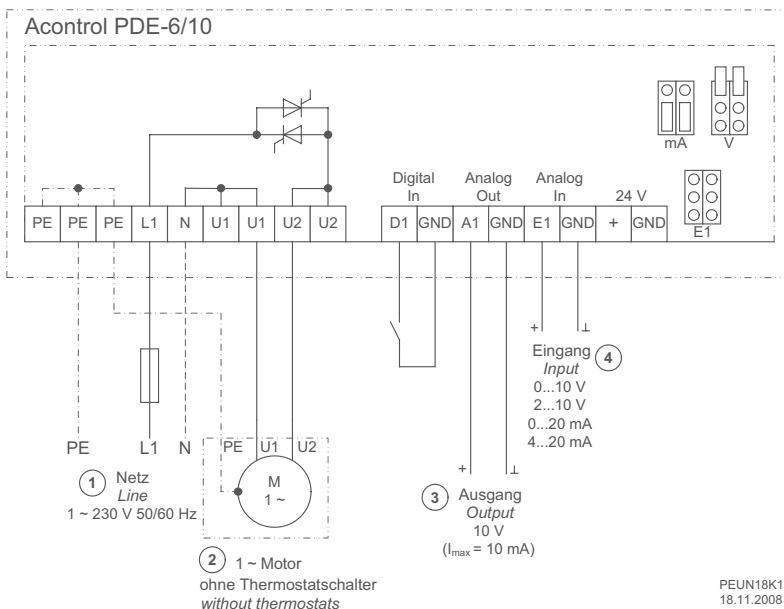 Acontrol PDE-6/10
mA
V
Digital
In
Analog
Out
Analog
In
24 V
PE PE PE L1 N U1 U1 U2 U2
D1 GND A1 GND E1 GND + GND
E1
+ ⊥
Eingang
Input
0...10 V
2...10 V
0...20 mA
4...20 mA
4
PE L1 N
PE U1 U2
1
Netz
Line
1 ~ 230 V 50/60 Hz
M
1 ~
+ ⊥
3
Ausgang
Output
10 V
(Imax = 10 mA)
2
1 ~ Motor
ohne Thermostatschalter
without thermostats
PEUN18K1
18.11.2008